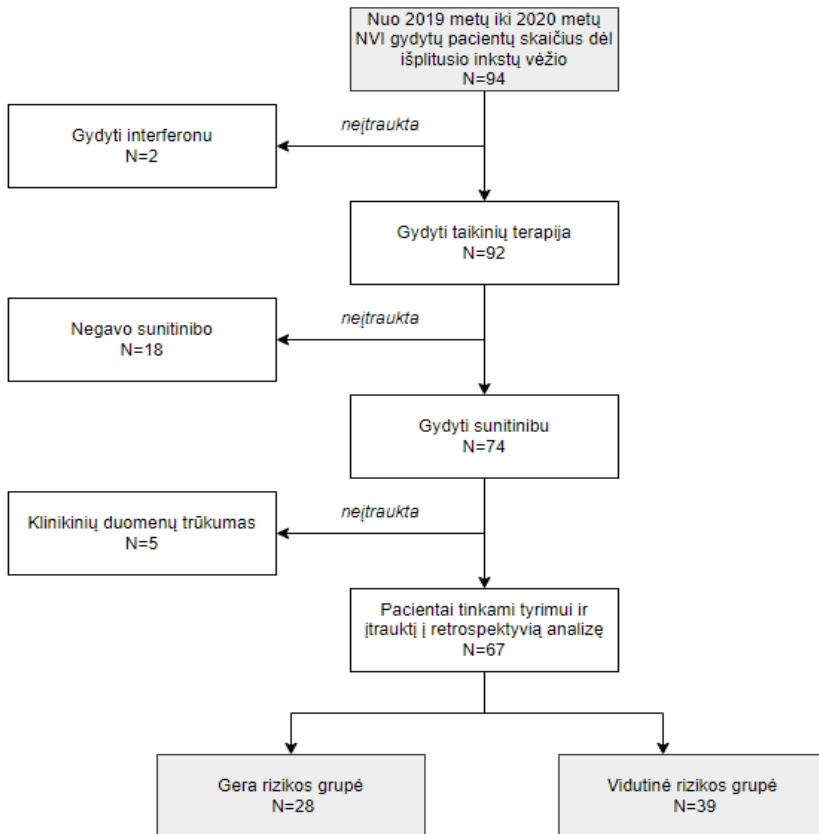 Nuo 2019 metų iki 2020 metų
NVI gydytų pacientų skaičius dėl
išplitusio inkstų vėžio
N=94
neįtraukta
Gydyti interferonu
N=2
Gydyti taikinių terapija
N=92
neįtraukta
Negavo sunitinibo
N=18
Gydyti sunitinibu
N=74
neįtraukta
Klinikinių duomenų trūkumas
N=5
Pacientai tinkami tyrimui ir
įtrauktį į retrospektyvią analizę
N=67
Gera rizikos grupė
N=28
Vidutinė rizikos grupė
N=39